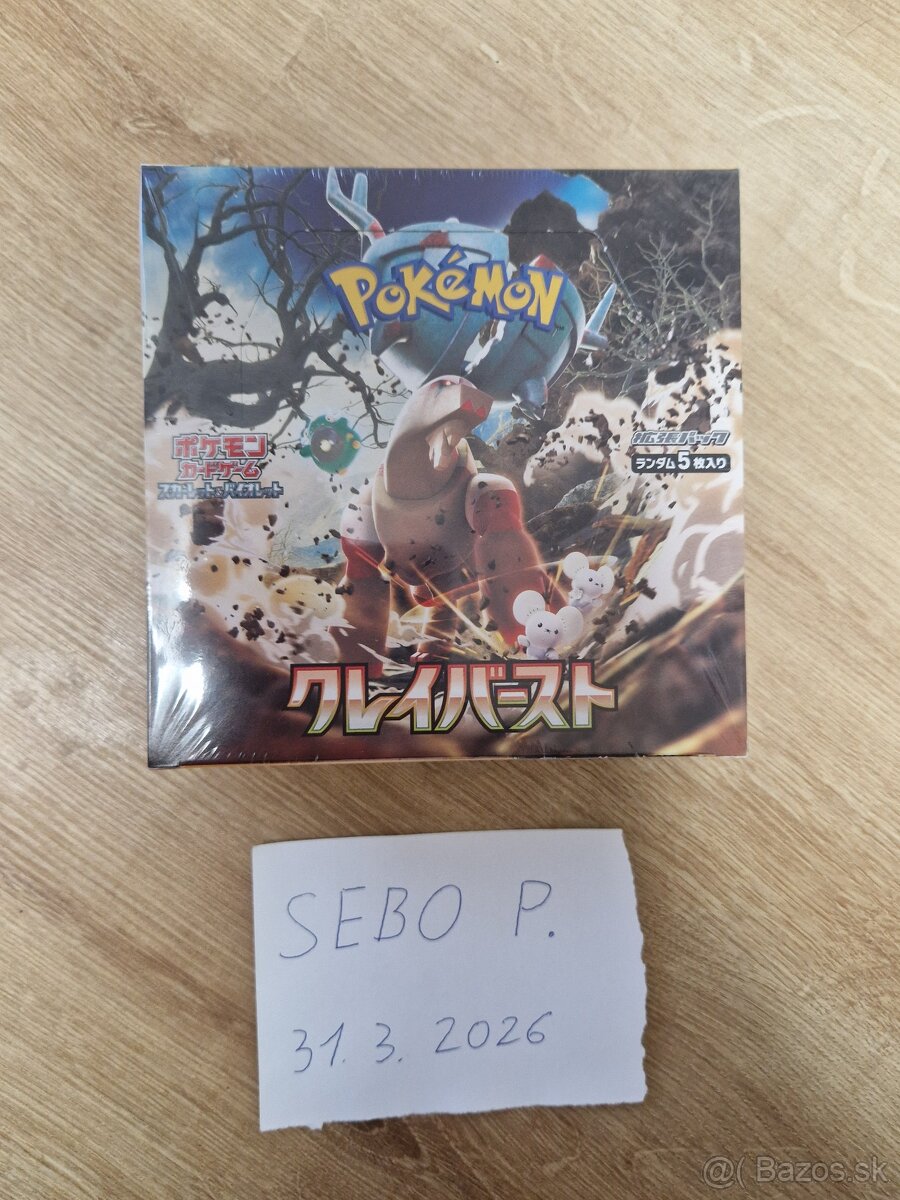 POKéMON
ポケモン
カードゲーム
スカーレット&バイオレット
拡張パック
ランダム5枚入り
クレイバースト
SEBO P.
31. 3. 2026
@( Bazos.sk